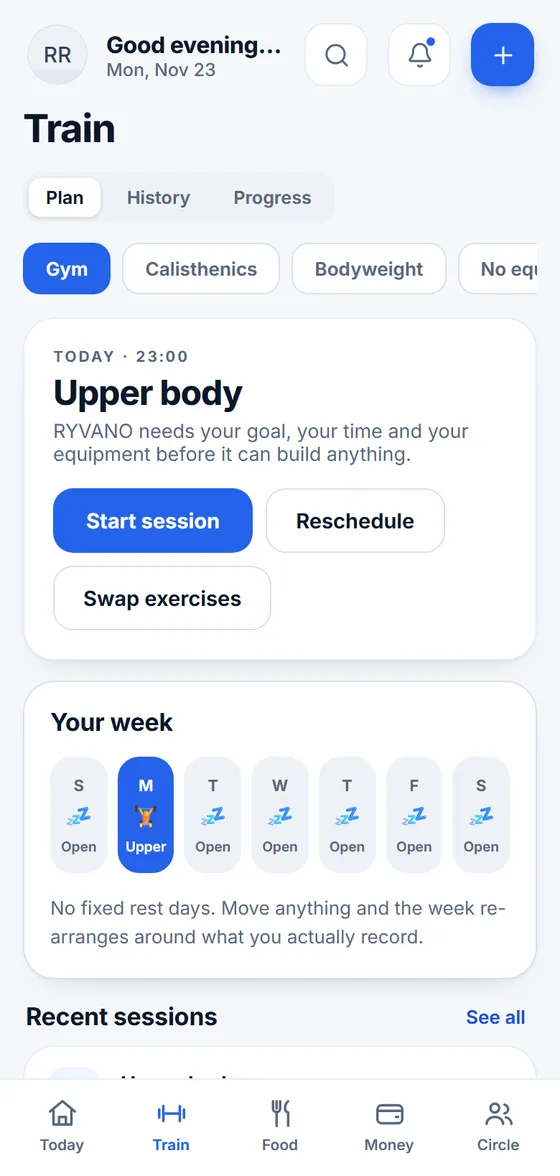 RR
Good evening...
Mon, Nov 23
Train
Plan
History
Progress
Gym
Calisthenics
Bodyweight
No equ
TODAY · 23:00
Upper body
RYVANO needs your goal, your time and your
equipment before it can build anything.
Start session
Reschedule
Swap exercises
Your week
S
M
T
W
T
F
S
Open
Upper
Open
Open
Open
Open
Open
No fixed rest days. Move anything and the week re-
arranges around what you actually record.
Recent sessions
See all
Today
Train
Food
Money
Circle